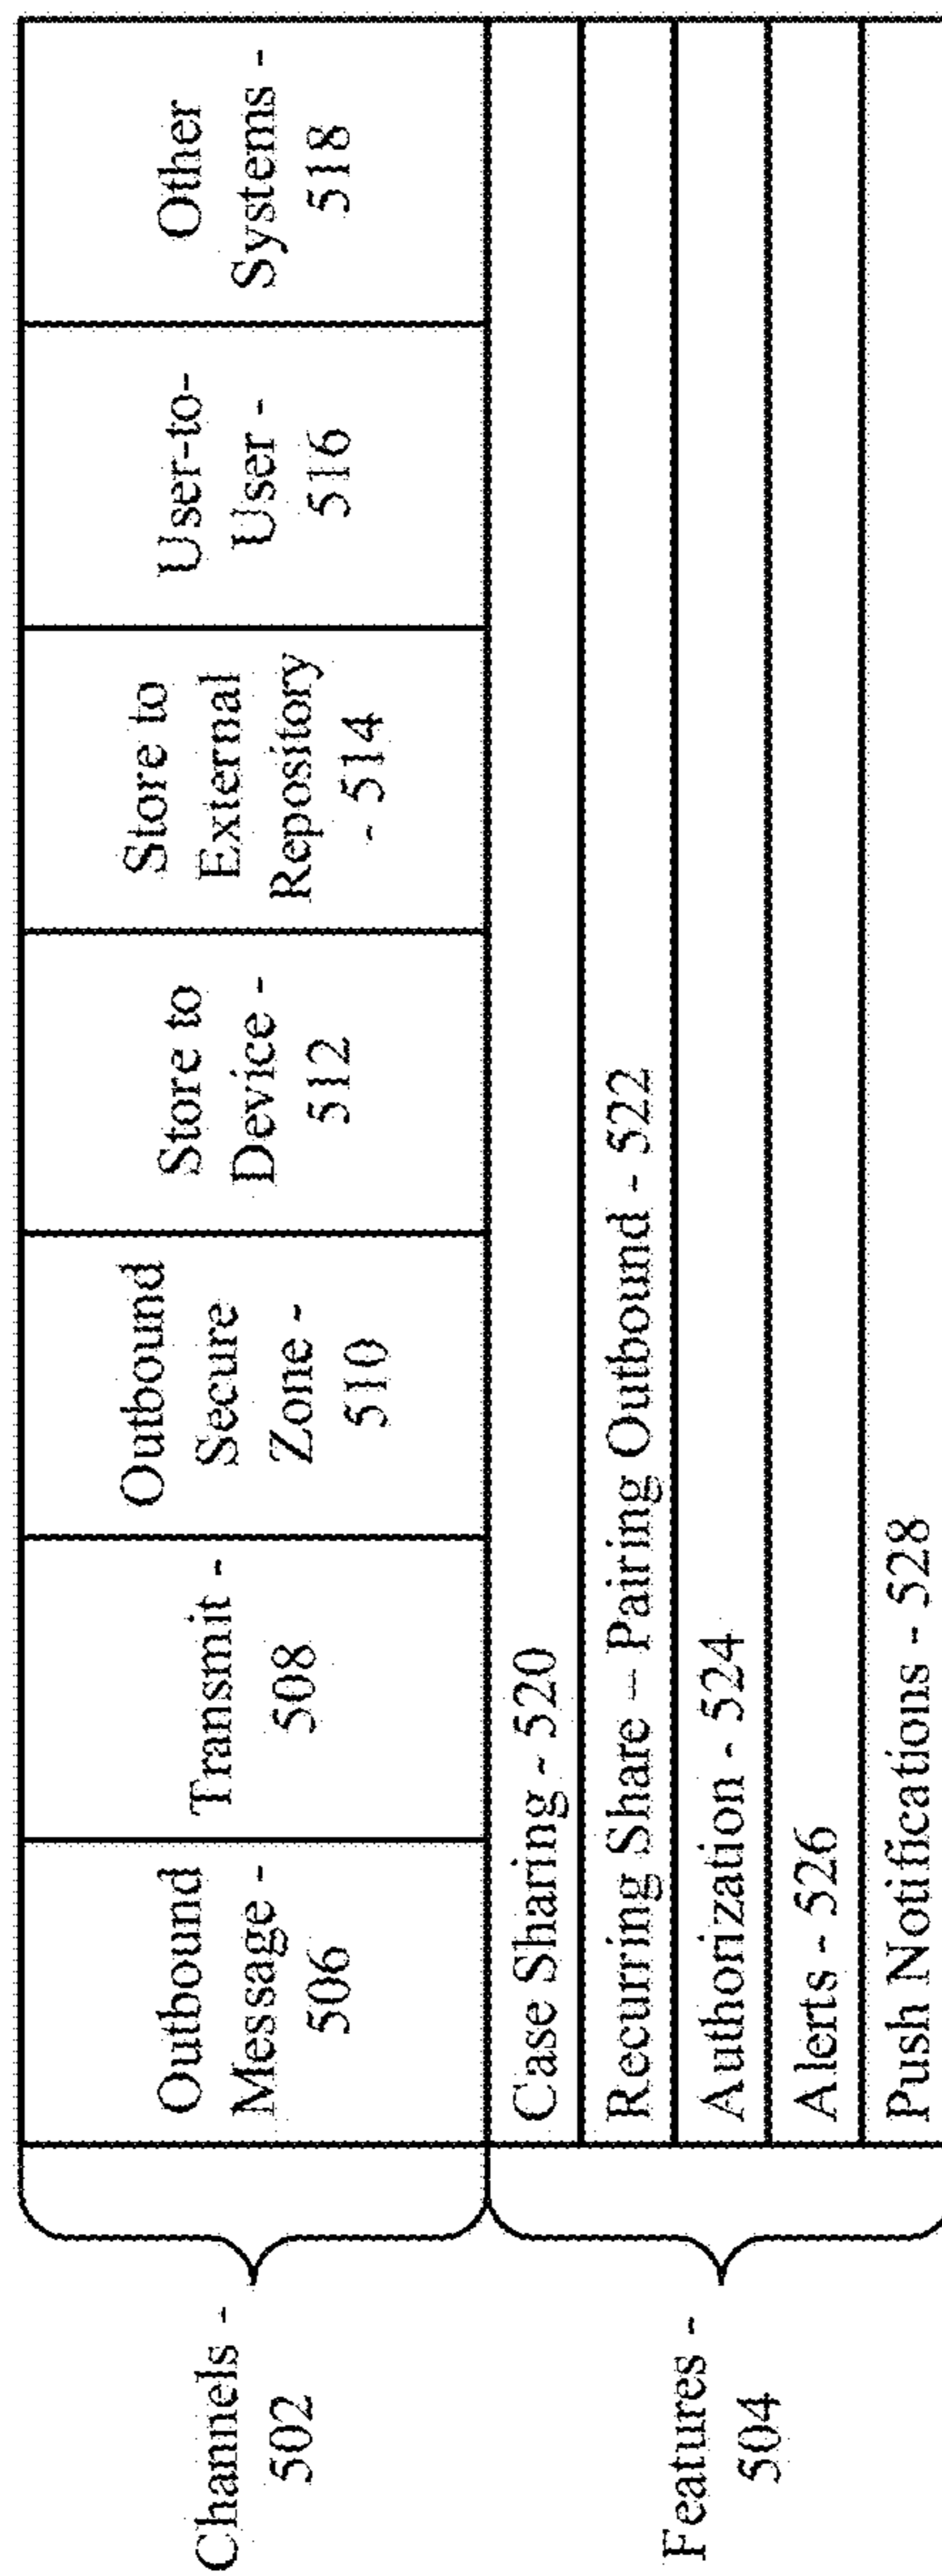 Channels -
502
Outbound
Message -
506
Transmit -
508
Outbound
Secure
Zone -
510
Store to
Device -
512
Store to
External
Repository
- 514
User-to-
User -
516
Other
Systems -
518
Features -
504
Case Sharing - 520
Recurring Share – Pairing Outbound - 522
Authorization - 524
Alerts - 526
Push Notifications - 528